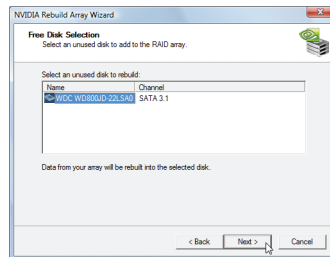 NVIDIA Rebuild Array Wizard
Free Disk Selection
Select an unused disk to add to the RAID array.
Select an unused disk to rebuild:
Name Channel
WDC WD800JD-22LSA0 SATA 3.1
Data from your array will be rebuilt into the selected disk.
< Back Next > Cancel